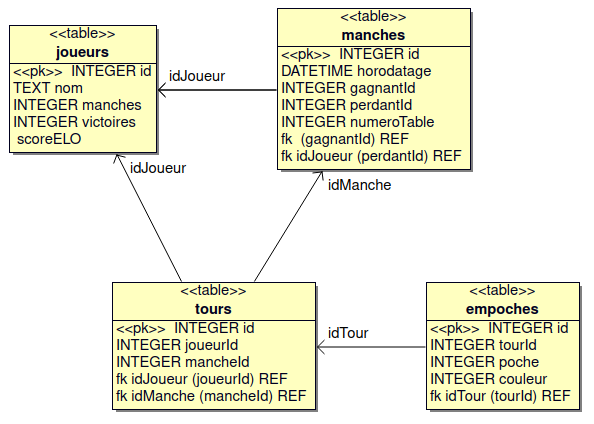 <<table>>
joueurs
<<pk>> INTEGER id
TEXT nom
INTEGER manches
INTEGER victoires
scoreELO
<<table>>
manches
<<pk>> INTEGER id
DATETIME horodatage
INTEGER gagnantId
INTEGER perdantId
INTEGER numeroTable
fk (gagnantId) REF
fk idJoueur (perdantId) REF
idJoueur
idJoueur
idManche
<<table>>
tours
<<pk>> INTEGER id
INTEGER joueurId
INTEGER mancheId
fk idJoueur (joueurId) REF
fk idManche (mancheId) REF
idTour
<<table>>
empoches
<<pk>> INTEGER id
INTEGER tourId
INTEGER poche
INTEGER couleur
fk idTour (tourId) REF